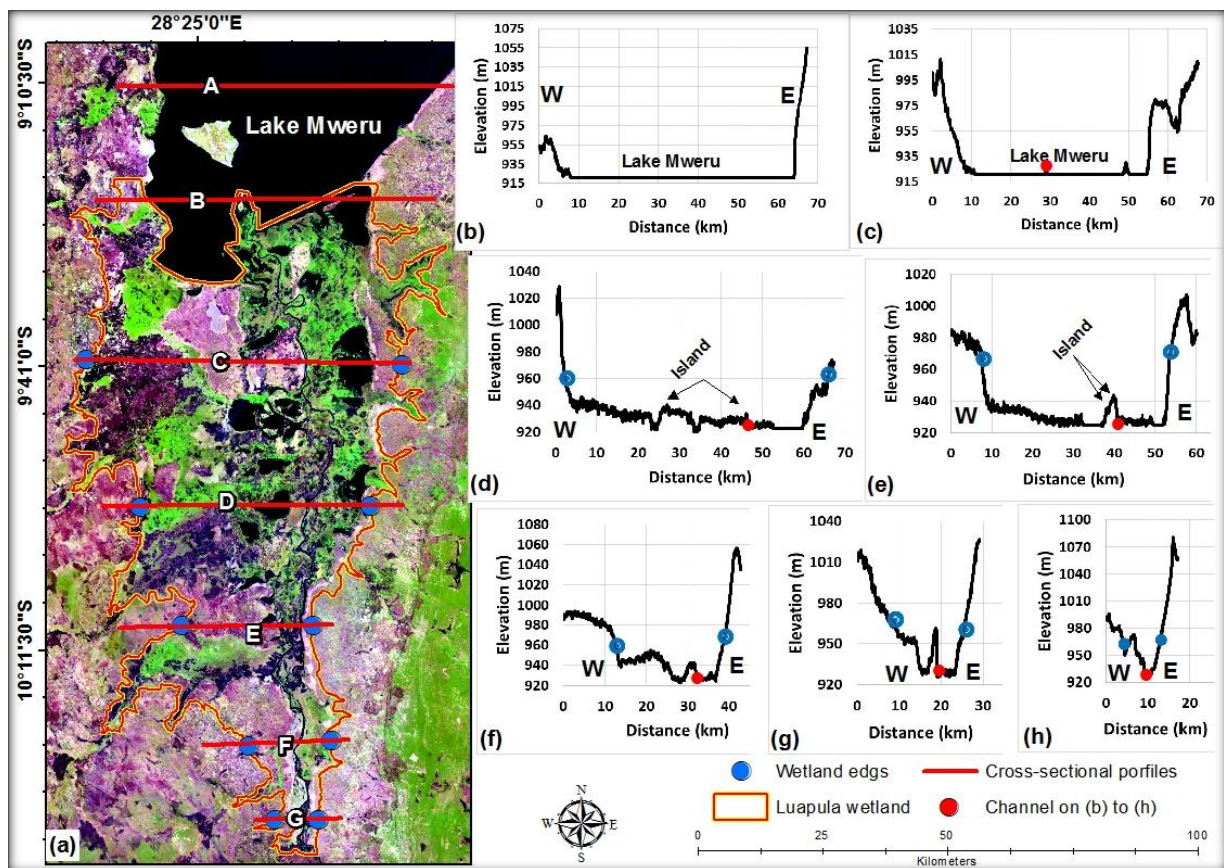 28°25'0"E
9°10'30"S
9°41'0"S
10°11'30"S
A
Lake Mweru
B
C
D
E
F
G
(a)
Elevation (m)
1055
1035
1015
995
975
955
935
915
W
E
Lake Mweru
0 10 20 30 40 50 60 70 80
Distance (km)
(b)
Elevation (m)
1035
1015
995
975
955
935
915
W
Lake Mweru
E
0 10 20 30 40 50 60 70
Distance (km)
(c)
Elevation (m)
1040
1020
1000
980
960
940
920
Island
W
E
0 10 20 30 40 50 60 70
Distance (km)
(d)
Elevation (m)
1020
1000
980
960
940
920
Island
W
E
0 10 20 30 40 50 60
Distance (km)
(e)
Elevation (m)
1080
1060
1040
1020
1000
980
960
940
920
W
E
0 10 20 30 40
Distance (km)
(f)
Elevation (m)
1040
1010
980
950
920
W
E
0 10 20 30
Distance (km)
(g)
Elevation (m)
1100
1070
1040
1010
980
950
920
W
E
0 10 20
Distance (km)
(h)
Wetland edgs
Cross-sectional porfiles
Luapula wetland
Channel on (b) to (h)
N
W E
S
0 25 50 100
Kilometers